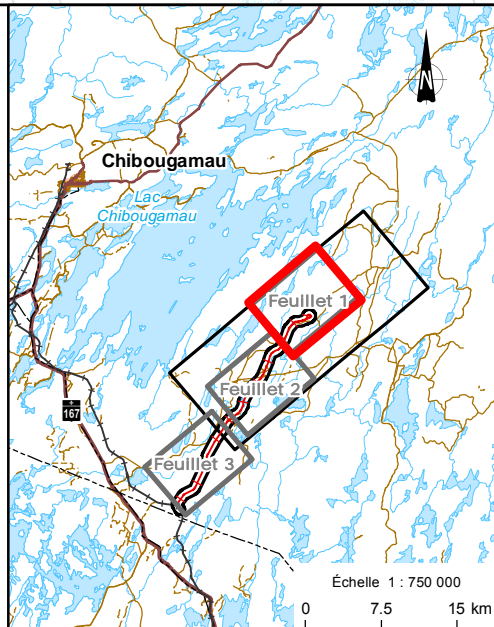 N
Chibougamau
Lac
Chibougamau
Feuillet 1
Feuillet 2
167
Feuillet 3
Échelle 1 : 750 000
0 7.5 15 km